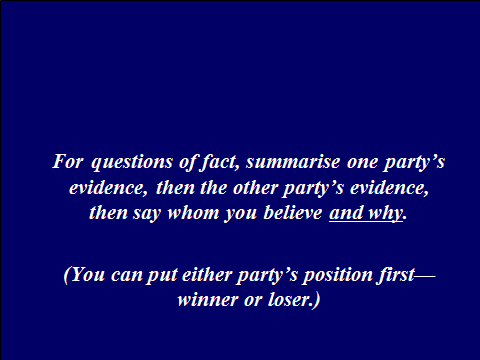 For questions of fact, summarise one party’s
evidence, then the other party’s evidence,
then say whom you believe and why.
(You can put either party’s position first—
winner or loser.)